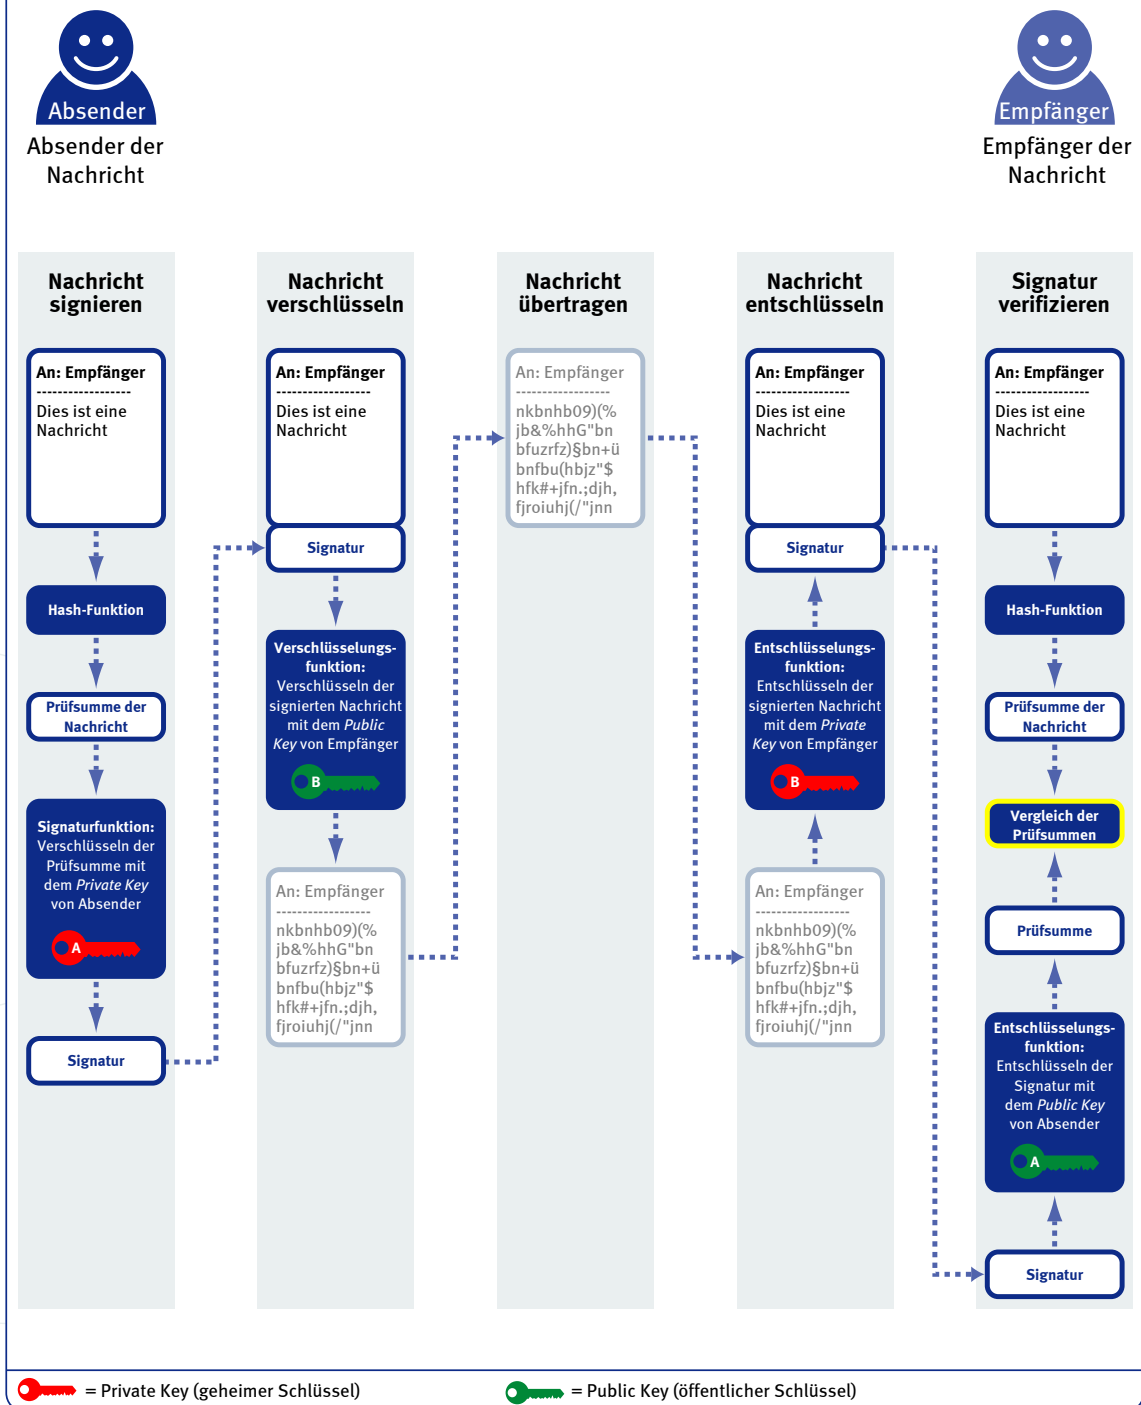 Absender
Absender der
Nachricht
Empfänger
Empfänger der
Nachricht
Nachricht
signieren
An: Empfänger
------------------
Dies ist eine
Nachricht
Hash-Funktion
Prüfsumme der
Nachricht
Signaturfunktion:
Verschlüsseln der
Prüfsumme mit
dem Private Key
von Absender
A
Signatur
Nachricht
verschlüsseln
An: Empfänger
------------------
Dies ist eine
Nachricht
Signatur
Verschlüsselungs-
funktion:
Verschlüsseln der
signierten Nachricht
mit dem Public
Key von Empfänger
B
An: Empfänger
------------------
nkbnhb09)(%
jb&%hhG"bn
bfuzrfz)§bn+ü
bnfbu(hbjz"$
hfk#+jfn.;djh,
fjroiuhj(/"jnn
Nachricht
übertragen
An: Empfänger
------------------
nkbnhb09)(%
jb&%hhG"bn
bfuzrfz)§bn+ü
bnfbu(hbjz"$
hfk#+jfn.;djh,
fjroiuhj(/"jnn
Nachricht
entschlüseln
An: Empfänger
------------------
Dies ist eine
Nachricht
Signatur
Entschlüsselungs-
funktion:
Entschlüsseln der
signierten Nachricht
mit dem Private
Key von Empfänger
B
An: Empfänger
------------------
nkbnhb09)(%
jb&%hhG"bn
bfuzrfz)§bn+ü
bnfbu(hbjz"$
hfk#+jfn.;djh,
fjroiuhj(/"jnn
Signatur
verifizieren
An: Empfänger
------------------
Dies ist eine
Nachricht
Hash-Funktion
Prüfsumme der
Nachricht
Vergleich der
Prüfsummen
Prüfsumme
Entschlüsselungs-
funktion:
Entschlüsseln der
Signatur mit
dem Public Key
von Absender
A
Signatur
= Private Key (geheimer Schlüssel)
= Public Key (öffentlicher Schlüssel)